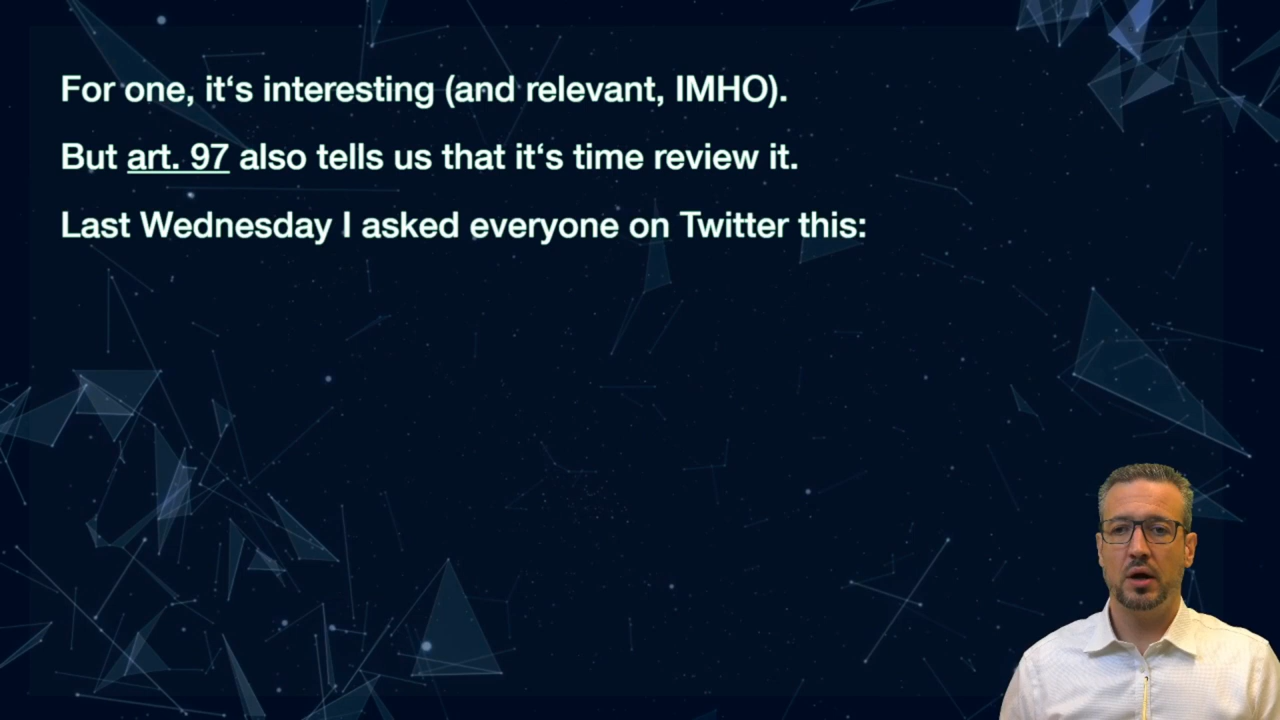 For one, it‘s interesting (and relevant, IMHO).
But art. 97 also tells us that it‘s time review it.
Last Wednesday I asked everyone on Twitter this: